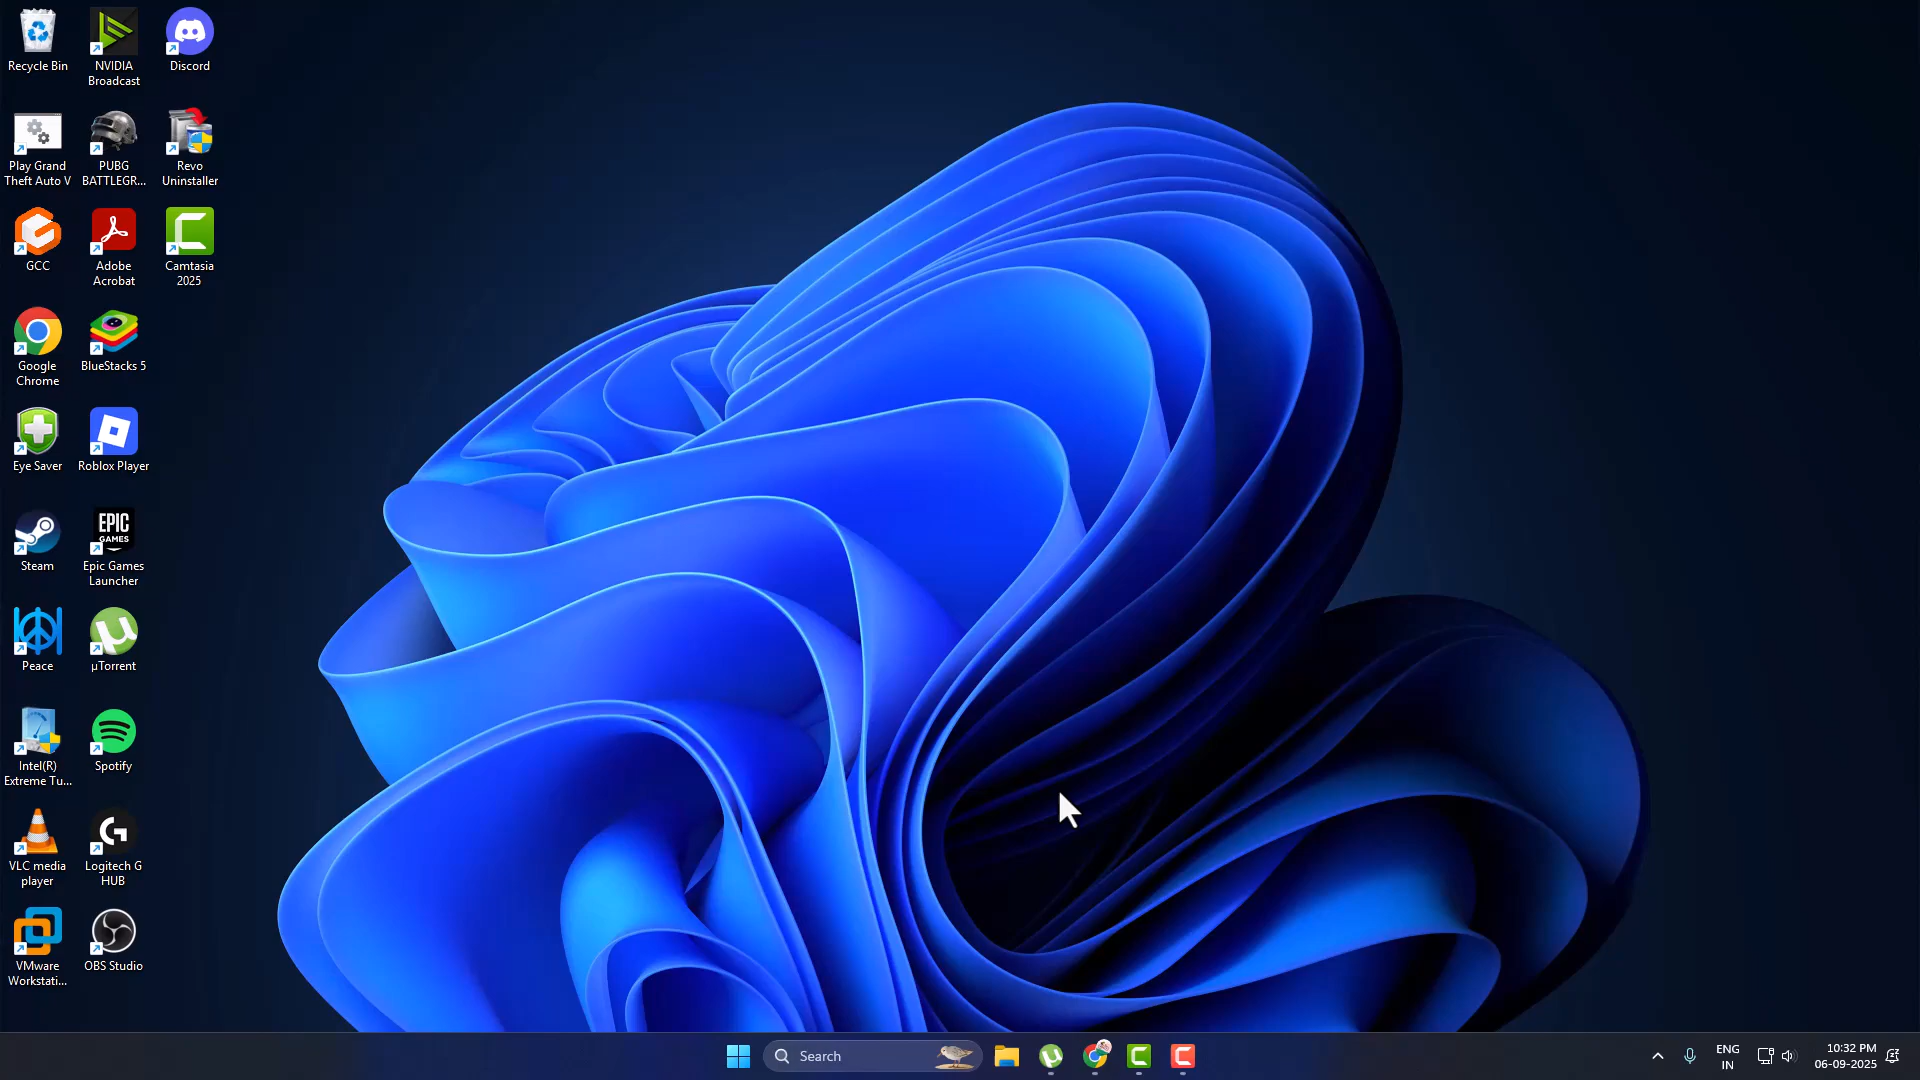 Recycle Bin
NVIDIA
Broadcast
Discord
Play Grand
Theft Auto V
PUBG
BATTLEGR...
Revo
Uninstaller
GCC
Adobe
Acrobat
Camtasia
2025
Google
Chrome
BlueStacks 5
Eye Saver
Roblox Player
Steam
EPIC
GAMES
Epic Games
Launcher
Peace
µTorrent
Intel(R)
Extreme Tu...
Spotify
VLC media
player
Logitech G
HUB
VMware
Workstati...
OBS Studio
Search
ENG
IN
10:32 PM
06-09-2025